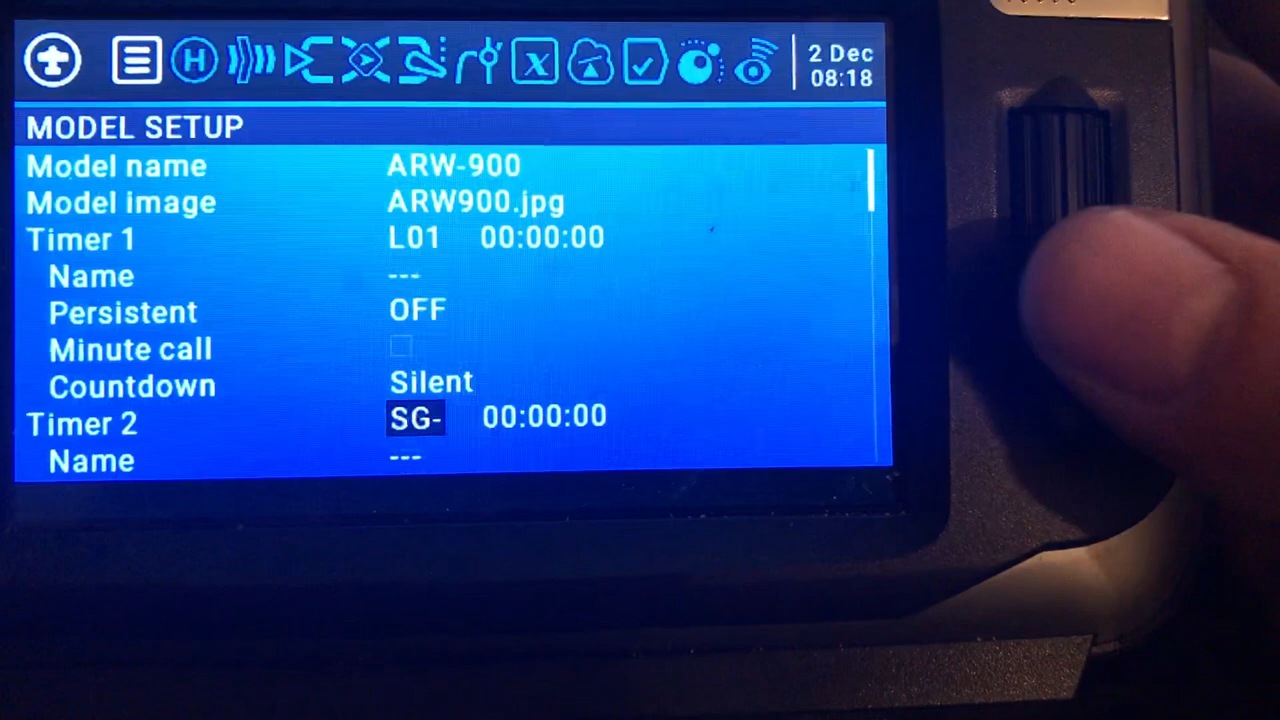 2 Dec
08:18
MODEL SETUP
Model name ARW-900
Model image ARW900.jpg
Timer 1 L01 00:00:00
Name ---
Persistent OFF
Minute call
Countdown Silent
Timer 2 SG- 00:00:00
Name ---